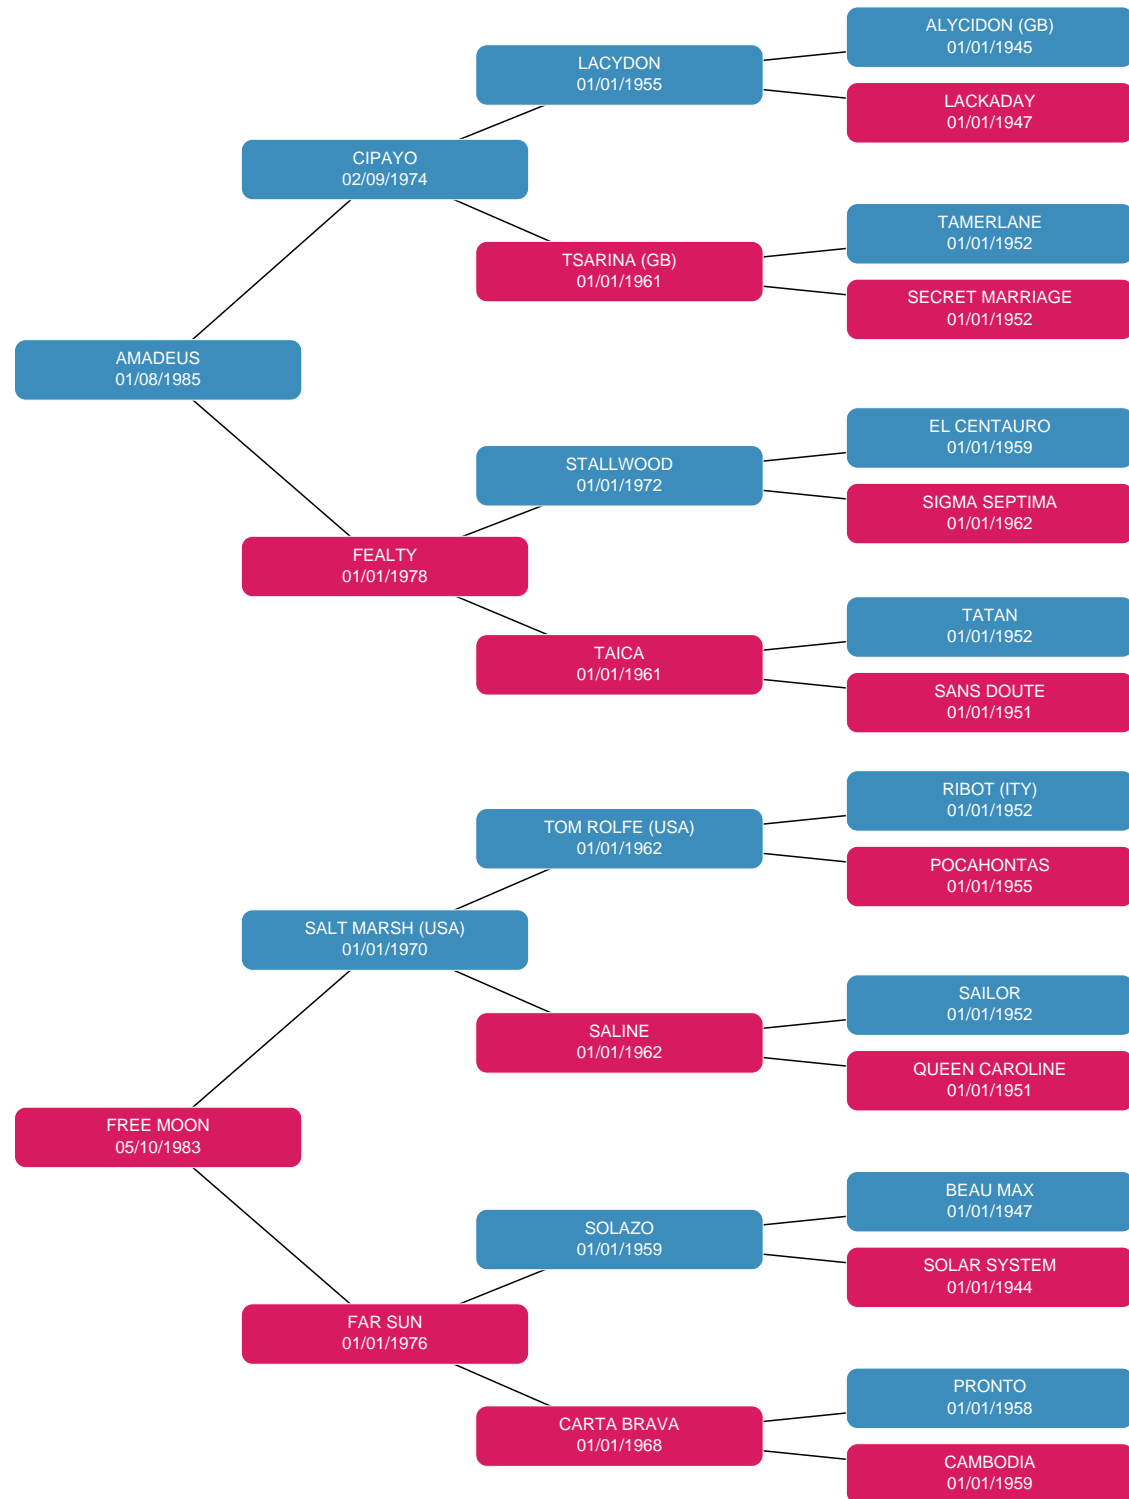 ALYCIDON (GB)
01/01/1945
LACYDON
01/01/1955
LACKADAY
01/01/1947
CIPAYO
02/09/1974
TAMERLANE
01/01/1952
TSARINA (GB)
01/01/1961
SECRET MARRIAGE
01/01/1952
AMADEUS
01/08/1985
EL CENTAURO
01/01/1959
STALLWOOD
01/01/1972
SIGMA SEPTIMA
01/01/1962
FEALTY
01/01/1978
TATAN
01/01/1952
TAICA
01/01/1961
SANS DOUTE
01/01/1951
RIBOT (ITY)
01/01/1952
TOM ROLFE (USA)
01/01/1962
POCAHONTAS
01/01/1955
SALT MARSH (USA)
01/01/1970
SAILOR
01/01/1952
SALINE
01/01/1962
QUEEN CAROLINE
01/01/1951
FREE MOON
05/10/1983
BEAU MAX
01/01/1947
SOLAZO
01/01/1959
SOLAR SYSTEM
01/01/1944
FAR SUN
01/01/1976
PRONTO
01/01/1958
CARTA BRAVA
01/01/1968
CAMBODIA
01/01/1959